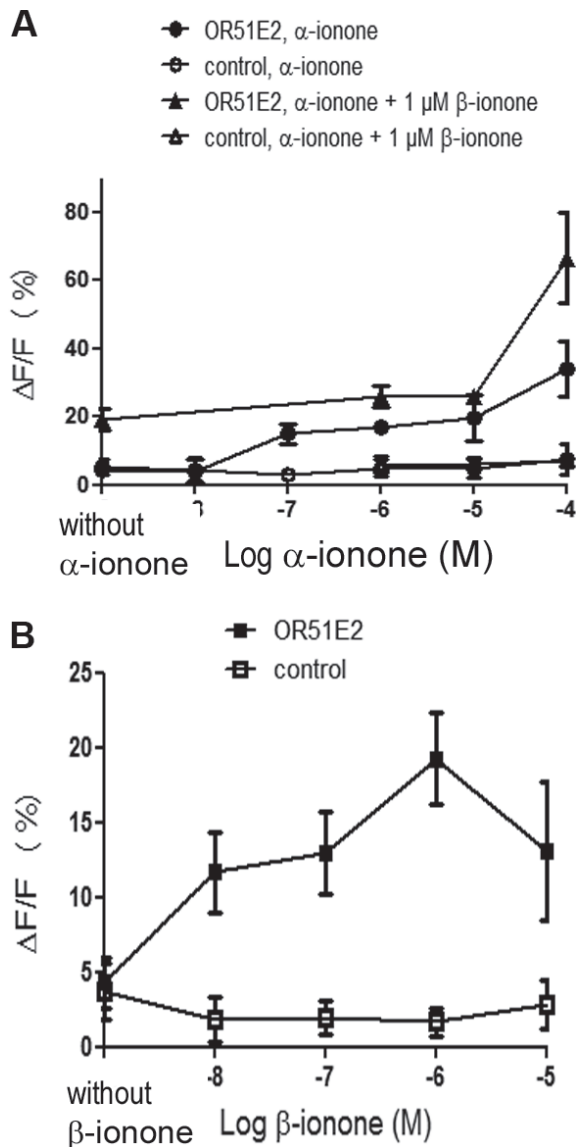 A
OR51E2, α-ionone
control, α-ionone
OR51E2, α-ionone + 1 µM β-ionone
control, α-ionone + 1 µM β-ionone
ΔF/F ( %)
80
60
40
20
0
-7 -6 -5 -4
without
α-ionone
Log α-ionone (M)
B
OR51E2
control
ΔF/F ( %)
25
20
15
10
5
0
-8 -7 -6 -5
without
β-ionone
Log β-ionone (M)